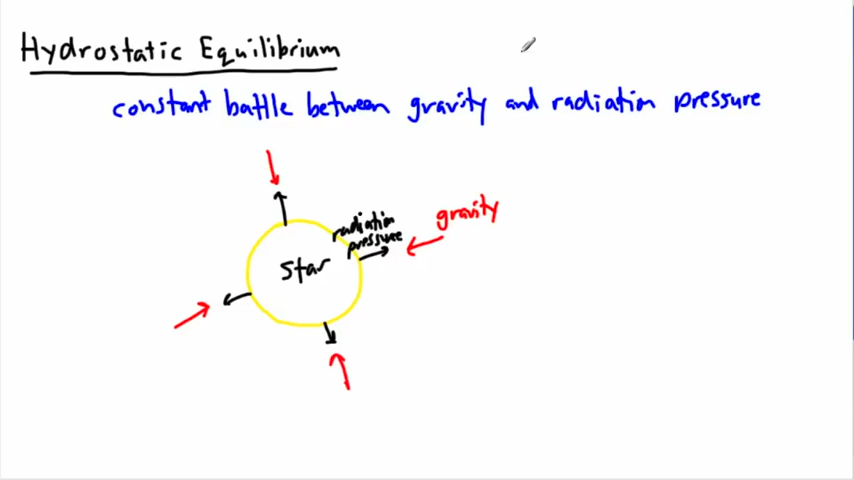 Hydrostatic Equilibrium
constant battle between gravity and radiation pressure
gravity
radiation
pressure
Star